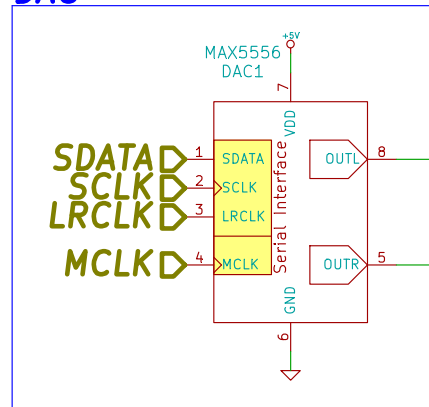 DAC
+5V
MAX5556
DAC1
7
VDD
SDATA 1 SDATA
OUTL 8
SCLK 2 SCLK
LRCLK 3 LRCLK
Serial Interface
MCLK 4 MCLK
OUTR 5
GND
6